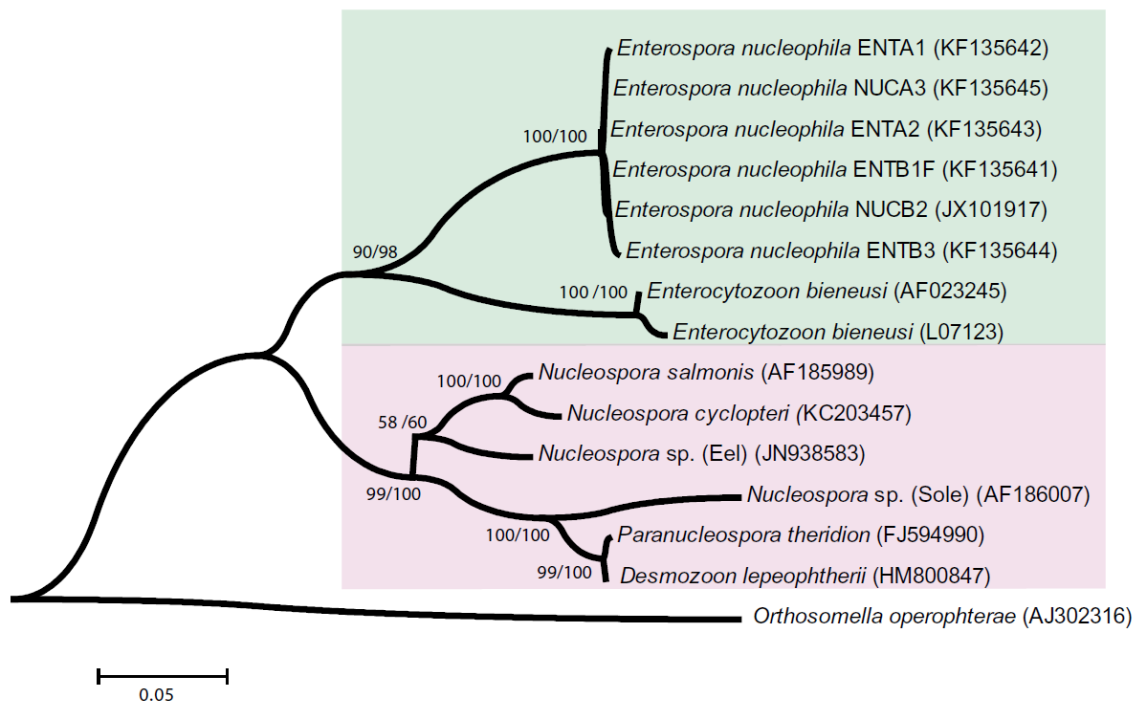 Enterospora nucleophila ENTA1 (KF135642)
Enterospora nucleophila NUCA3 (KF135645)
100/100
Enterospora nucleophila ENTA2 (KF135643)
Enterospora nucleophila ENTB1F (KF135641)
Enterospora nucleophila NUCB2 (JX101917)
90/98
Enterospora nucleophila ENTB3 (KF135644)
100 /100
Enterocytozoon bieneusi (AF023245)
Enterocytozoon bieneusi (L07123)
100/100
Nucleospora salmonis (AF185989)
Nucleospora cyclopteri (KC203457)
58 /60
Nucleospora sp. (Eel) (JN938583)
99/100
Nucleospora sp. (Sole) (AF186007)
100/100
Paranucleospora theridion (FJ594990)
99/100
Desmozoon lepeophtherii (HM800847)
Orthosomella operophterae (AJ302316)
0.05